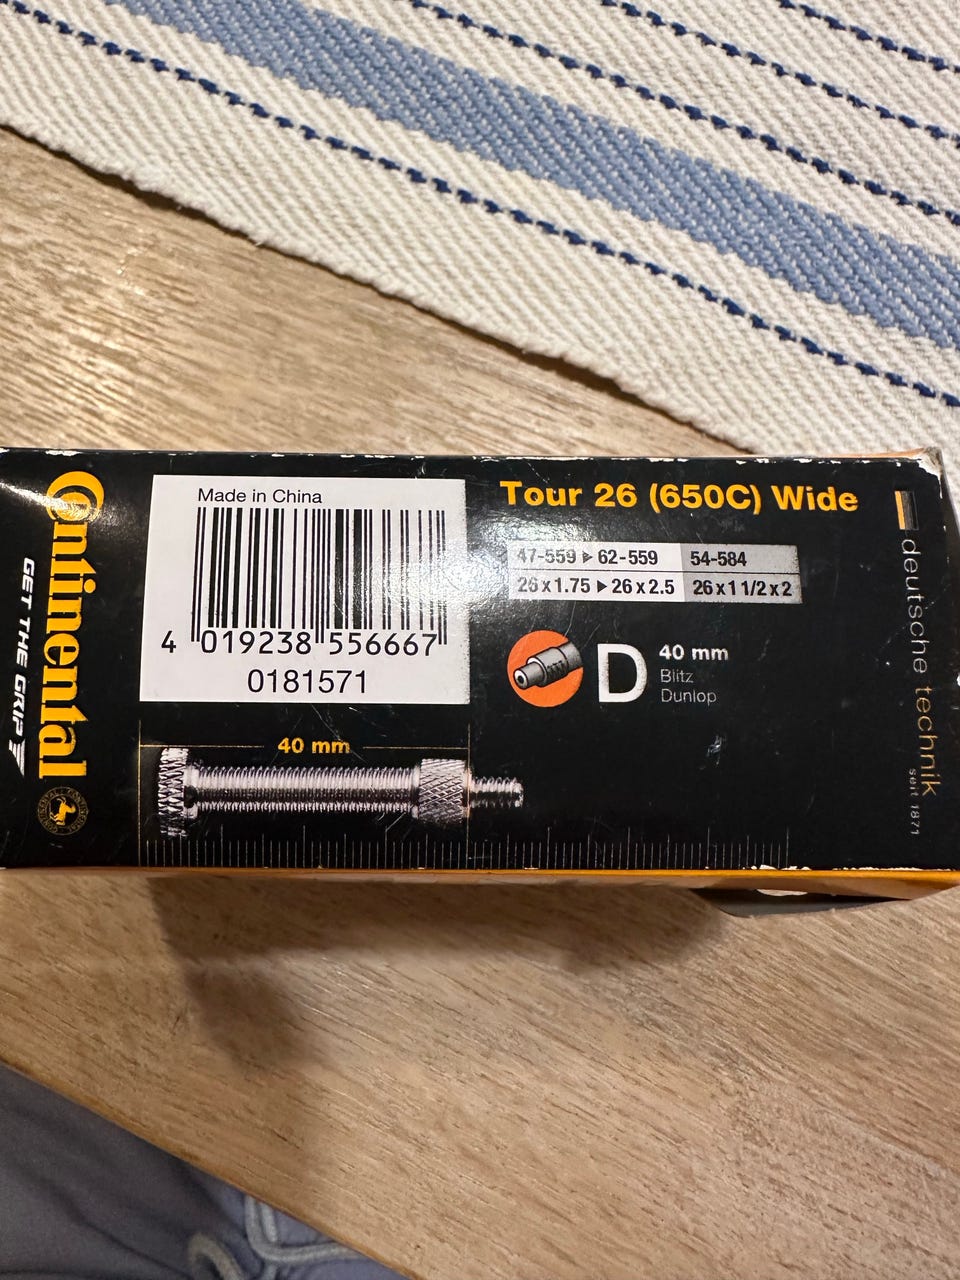 Continental
GET THE GRIP
Made in China
4 019238 556667
0181571
40 mm
Tour 26 (650C) Wide
47-559 ▸ 62-559 54-584
26 x 1.75 ▸ 26 x 2.5 26 x 1 1/2 x 2
D
40 mm
Blitz
Dunlop
deutsche technik
seit 1871